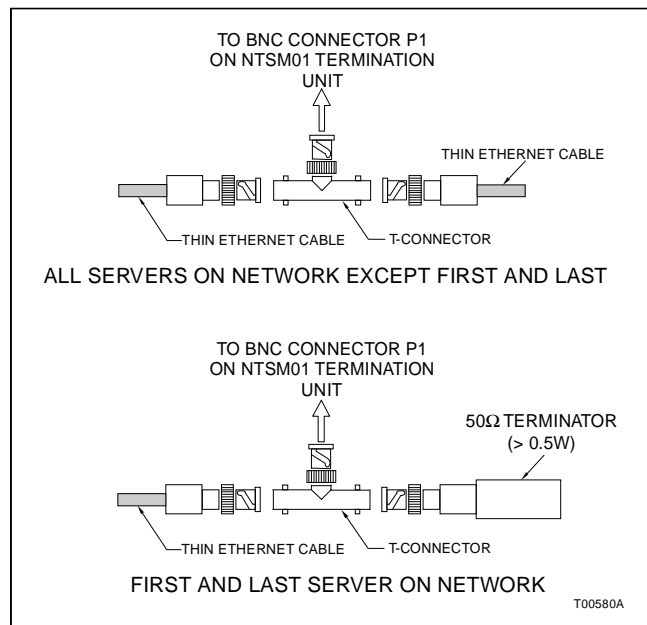 TO BNC CONNECTOR P1
ON NTSM01 TERMINATION
UNIT
THIN ETHERNET CABLE
THIN ETHERNET CABLE
T-CONNECTOR
ALL SERVERS ON NETWORK EXCEPT FIRST AND LAST
TO BNC CONNECTOR P1
ON NTSM01 TERMINATION
UNIT
50Ω TERMINATOR
(> 0.5W)
THIN ETHERNET CABLE
T-CONNECTOR
FIRST AND LAST SERVER ON NETWORK
T00580A